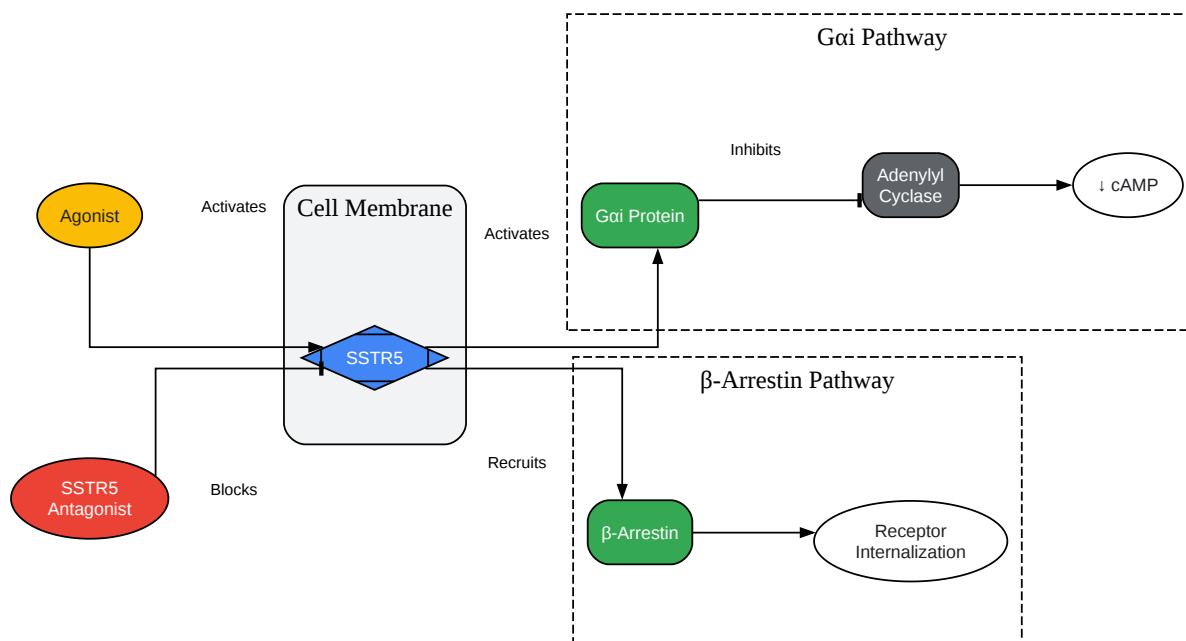 Gαi Pathway
Inhibits
Adenylyl
Cyclase
↓ cAMP
Agonist
Activates
Cell Membrane
Activates
Gαi Protein
SSTR5
β-Arrestin Pathway
SSTR5
Antagonist
Blocks
Recruits
β-Arrestin
Receptor
Internalization